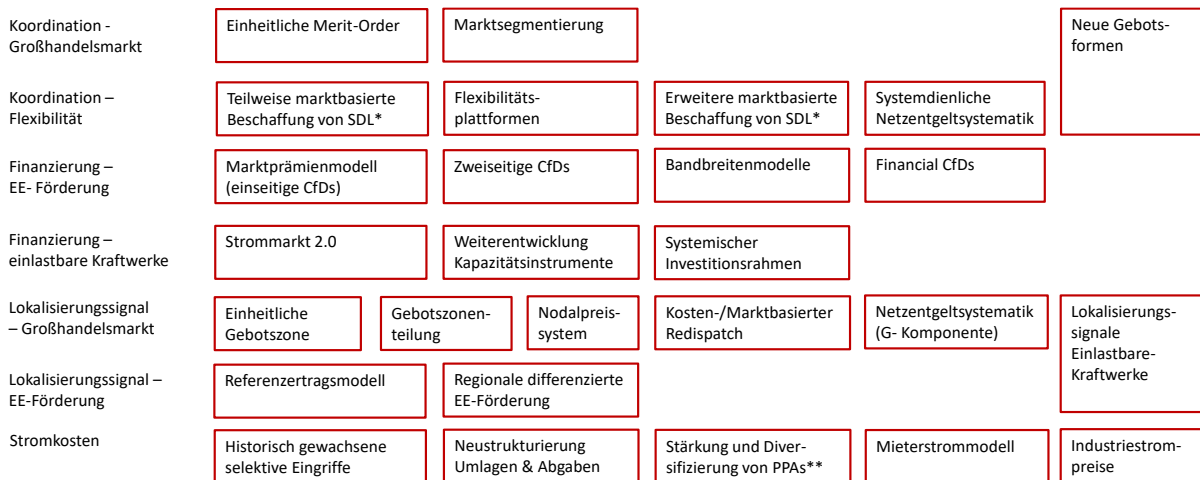 Koordination -
Großhandelsmarkt
Einheitliche Merit-Order
Marktsegmentierung
Neue Gebots-
formen
Koordination –
Flexibilität
Teilweise marktbasierte
Beschaffung von SDL*
Flexibilitäts-
plattformen
Erweitere marktbasierte
Beschaffung von SDL*
Systemdienliche
Netzentgeltsystematik
Finanzierung –
EE- Förderung
Marktprämienmodell
(einseitige CfDs)
Zweiseitige CfDs
Bandbreitenmodelle
Financial CfDs
Finanzierung –
einlastbare Kraftwerke
Strommarkt 2.0
Weiterentwicklung
Kapazitätsinstrumente
Systemischer
Investitionsrahmen
Lokalisierungssignal
– Großhandelsmarkt
Einheitliche
Gebotszone
Gebotszonen-
teilung
Nodalpreis-
system
Kosten-/Marktbasierter
Redispatch
Netzentgeltsystematik
(G- Komponente)
Lokalisierungs-
signale
Einlastbare-
Kraftwerke
Lokalisierungssignal –
EE-Förderung
Referenzertragsmodell
Regionale differenzierte
EE-Förderung
Stromkosten
Historisch gewachsene
selektive Eingriffe
Neustrukturierung
Umlagen & Abgaben
Stärkung und Diver-
sifizierung von PPAs**
Mieterstrommodell
Industriestrom-
preise